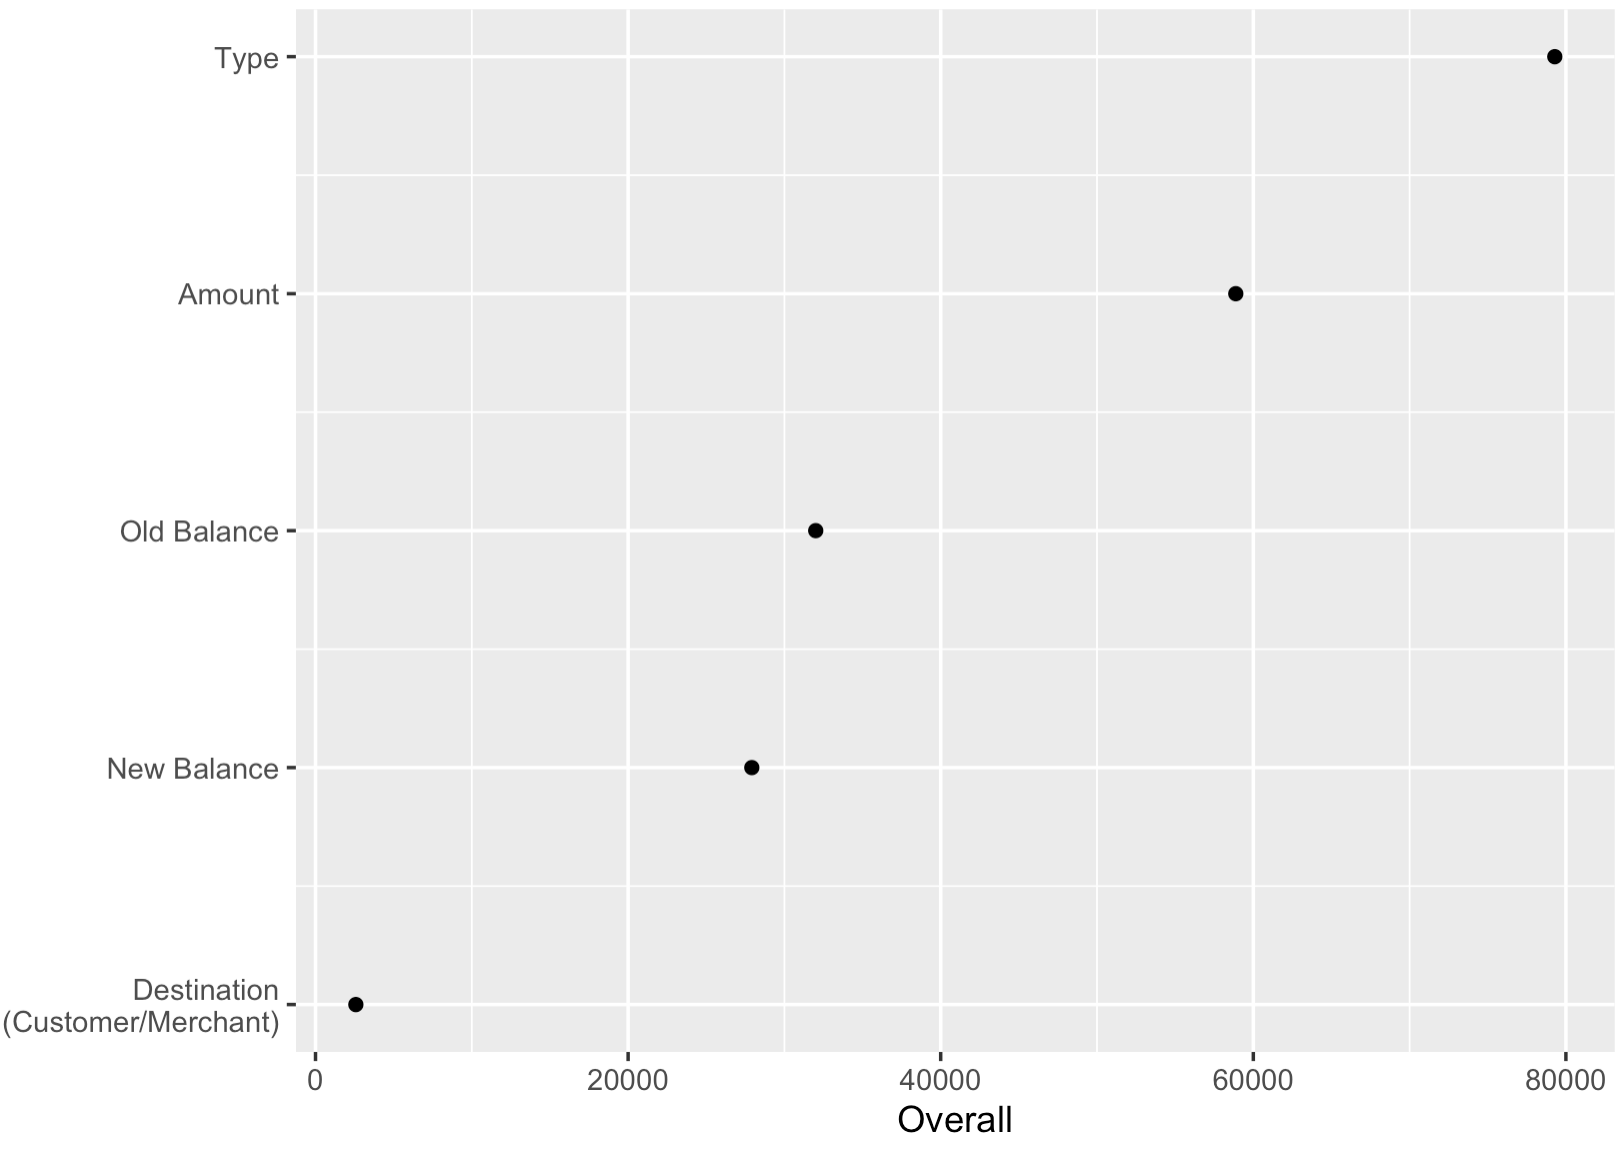 Type
Amount
Old Balance
New Balance
Destination
(Customer/Merchant)
0 20000 40000 60000 80000
Overall